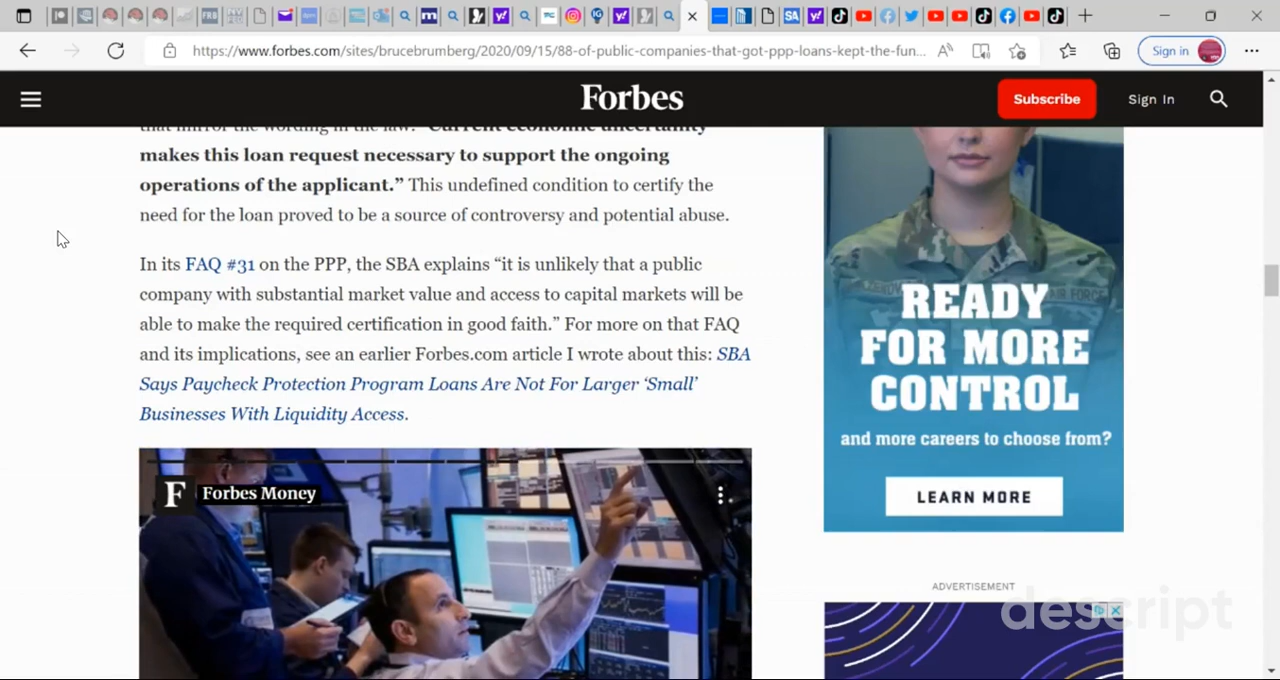 https://www.forbes.com/sites/brucebrumberg/2020/09/15/88-of-public-companies-that-got-ppp-loans-kept-the-fun...
Sign in
Forbes
Subscribe
Sign In
that mirror the wording in the law: “Current economic uncertainty
makes this loan request necessary to support the ongoing
operations of the applicant.” This undefined condition to certify the
need for the loan proved to be a source of controversy and potential abuse.
In its FAQ #31 on the PPP, the SBA explains “it is unlikely that a public
company with substantial market value and access to capital markets will be
able to make the required certification in good faith.” For more on that FAQ
and its implications, see an earlier Forbes.com article I wrote about this: SBA
Says Paycheck Protection Program Loans Are Not For Larger ‘Small’
Businesses With Liquidity Access.
F
Forbes Money
AIR FORCE
READY
FOR MORE
CONTROL
and more careers to choose from?
LEARN MORE
ADVERTISEMENT
descript